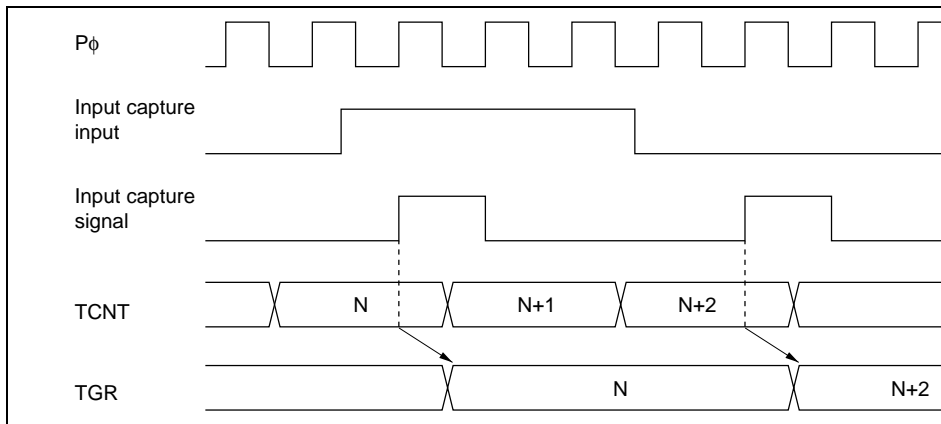 Pϕ
Input capture
input
Input capture
signal
TCNT
N
N+1
N+2
TGR
N
N+2